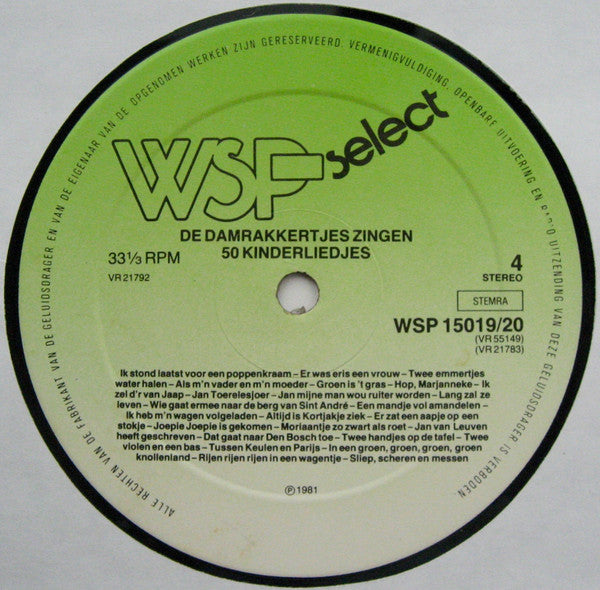 ALLE RECHTEN VAN DE FABRIKANT VAN DE GELUIDSDRAGER EN VAN DE EIGENAAR VAN DE OPGENOMEN WERKEN ZIJN GERESERVEERD. VERMENIGVULDIGING, OPENBARE UITVOERING EN RADIO UITZENDING VAN DEZE GELUIDSDRAGER IS VERBODEN
WSP-select
DE DAMRAKKERTJES ZINGEN
50 KINDERLIEDJES
33 1/3 RPM
VR 21792
4
STEREO
STEMRA
WSP 15019/20
(VR 55149)
(VR 21783)
Ik stond laatst voor een poppenkraam – Er was eris een vrouw – Twee emmertjes
water halen – Als m'n vader en m'n moeder – Groen is 't gras – Hop, Marjanneke – Ik
zel d'r van Jaap – Jan Toerelesjoer – Jan mijne man wou ruiter worden – Lang zal ze
leven – Wie gaat ermee naar de berg van Sint André – Een mandje vol amandelen –
Ik heb m'n wagen volgeladen – Altijd is Kortjakje ziek – Er zat een aapje op een
stokje – Joepie Joepie is gekomen – Moriaantje zo zwart als roet – Jan van Leuven
heeft geschreven – Dat gaat naar Den Bosch toe – Twee handjes op de tafel – Twee
violen en een bas – Tussen Keulen en Parijs – In een groen, groen, groen, groen
knollenland – Rijen rijen rijen in een wagentje – Sliep, scheren en messen
℗ 1981